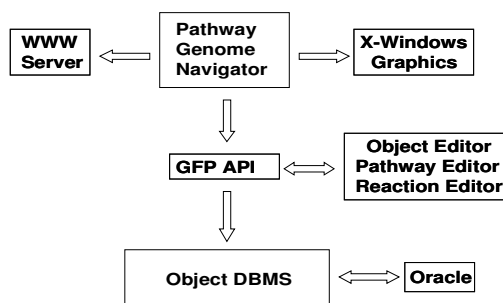 WWW
Server
Pathway
Genome
Navigator
X-Windows
Graphics
GFP API
Object Editor
Pathway Editor
Reaction Editor
Object DBMS
Oracle